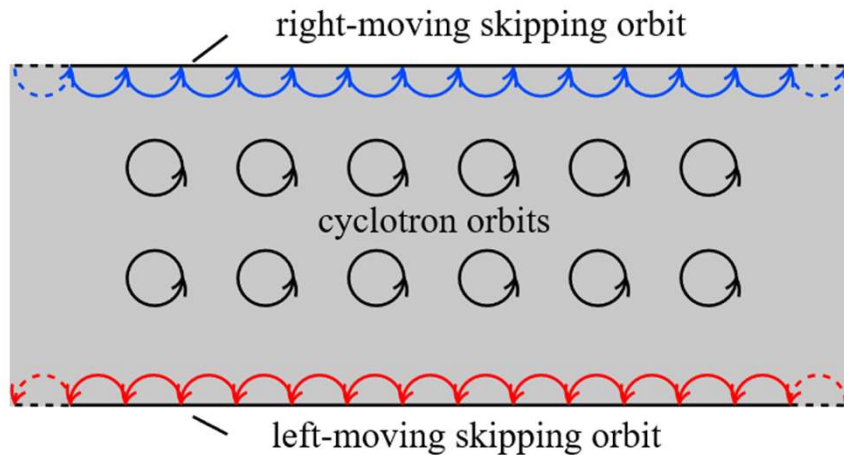 right-moving skipping orbit
cyclotron orbits
left-moving skipping orbit